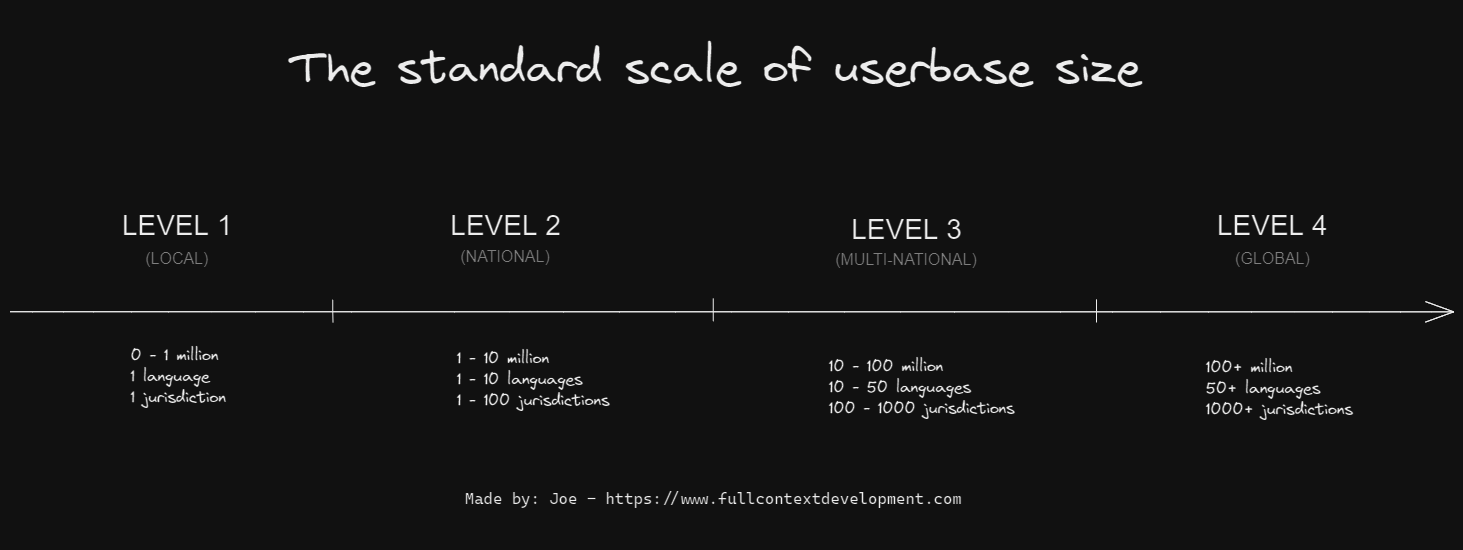 The standard scale of userbase size
LEVEL 1
(LOCAL)
LEVEL 2
(NATIONAL)
LEVEL 3
(MULTI-NATIONAL)
LEVEL 4
(GLOBAL)
0 - 1 million
1 language
1 jurisdiction
1 - 10 million
1 - 10 languages
1 - 100 jurisdictions
10 - 100 million
10 - 50 languages
100 - 1000 jurisdictions
100+ million
50+ languages
1000+ jurisdictions
Made by: Joe - https://www.fullcontextdevelopment.com